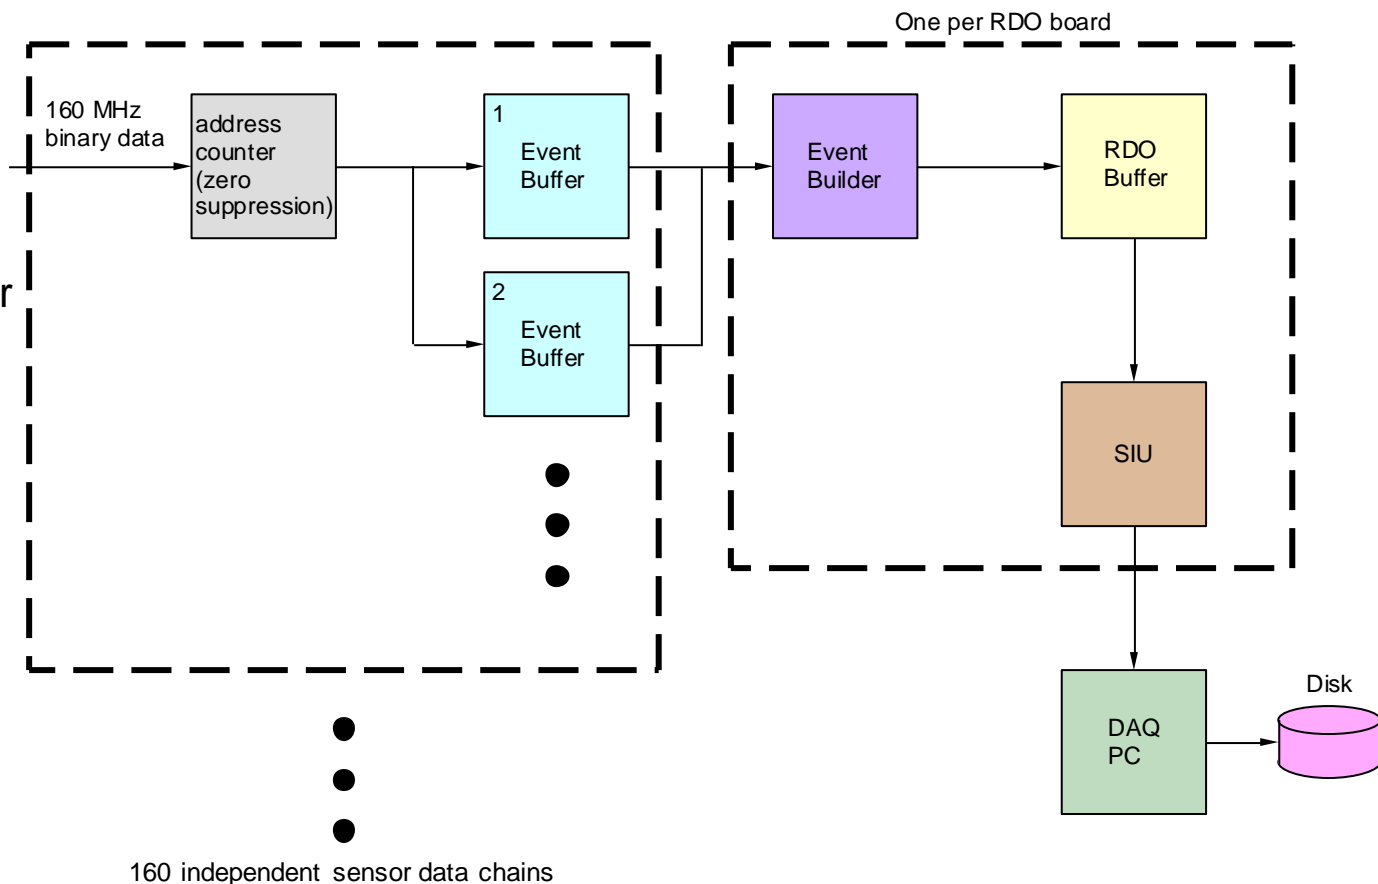 One per RDO board
160 MHz
binary data
address
counter
(zero
suppression)
1
Event
Buffer
Event
Builder
RDO
Buffer
r
2
Event
Buffer
SIU
Disk
DAQ
PC
160 independent sensor data chains